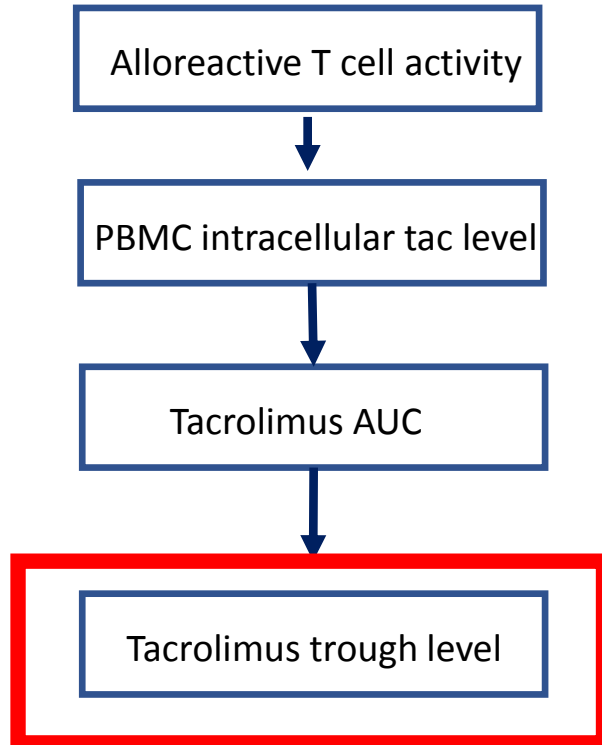 Alloreactive T cell activity
PBMC intracellular tac level
Tacrolimus AUC
Tacrolimus trough level